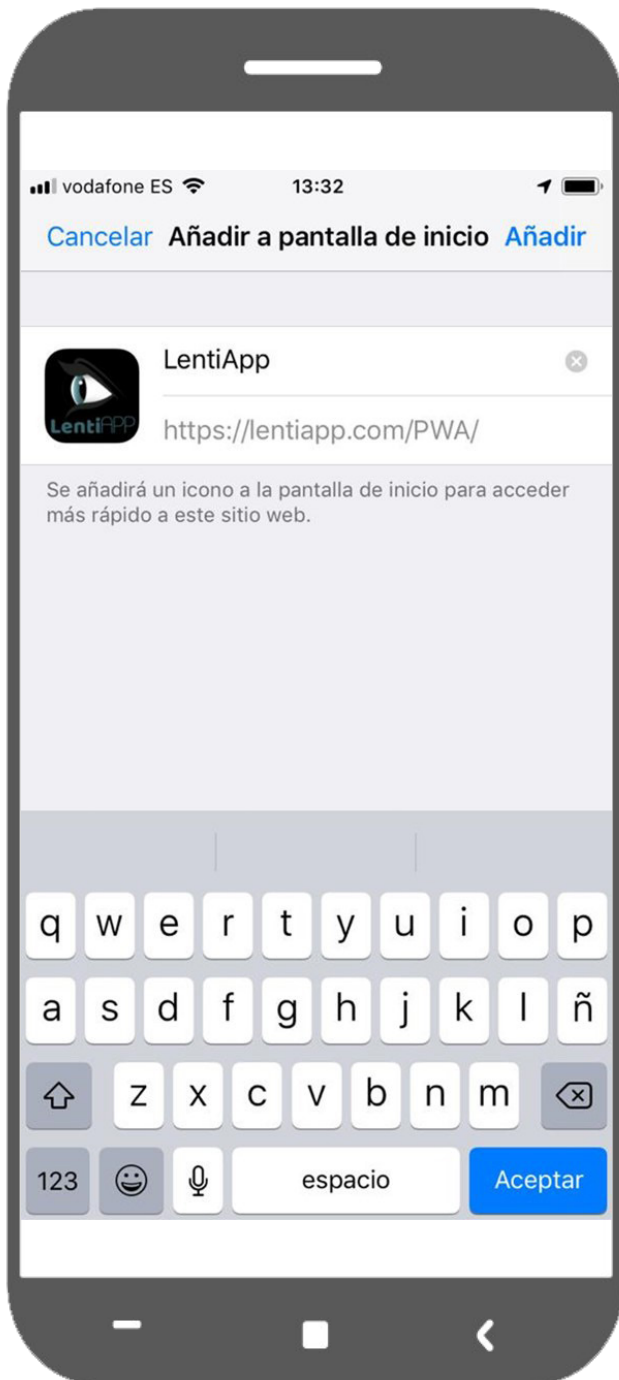 vodafone ES 13:32
Cancelar Añadir a pantalla de inicio Añadir
LentiApp
LentiAPP
https://lentiapp.com/PWA/
Se añadirá un icono a la pantalla de inicio para acceder
más rápido a este sitio web.
q w e r t y u i o p
a s d f g h j k l ñ
z x c v b n m
123 espacio Aceptar